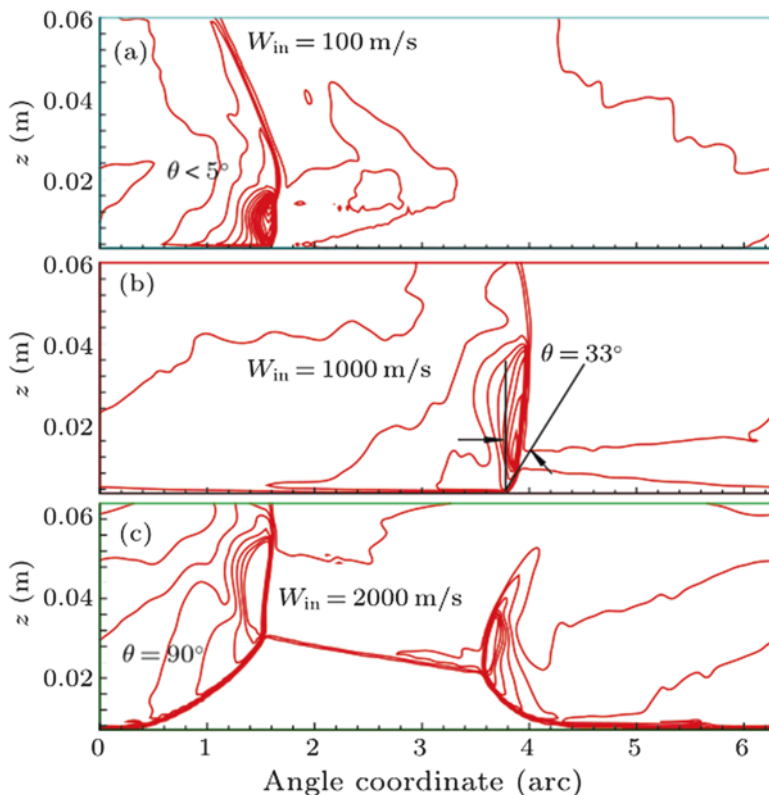 0.06
(a)
W_in = 100 m/s
0.04
z (m)
θ < 5°
0.02
0.06
(b)
0.04
θ = 33°
W_in = 1000 m/s
z (m)
0.02
0.06
(c)
0.04
W_in = 2000 m/s
z (m)
θ = 90°
0.02
0 1 2 3 4 5 6
Angle coordinate (arc)